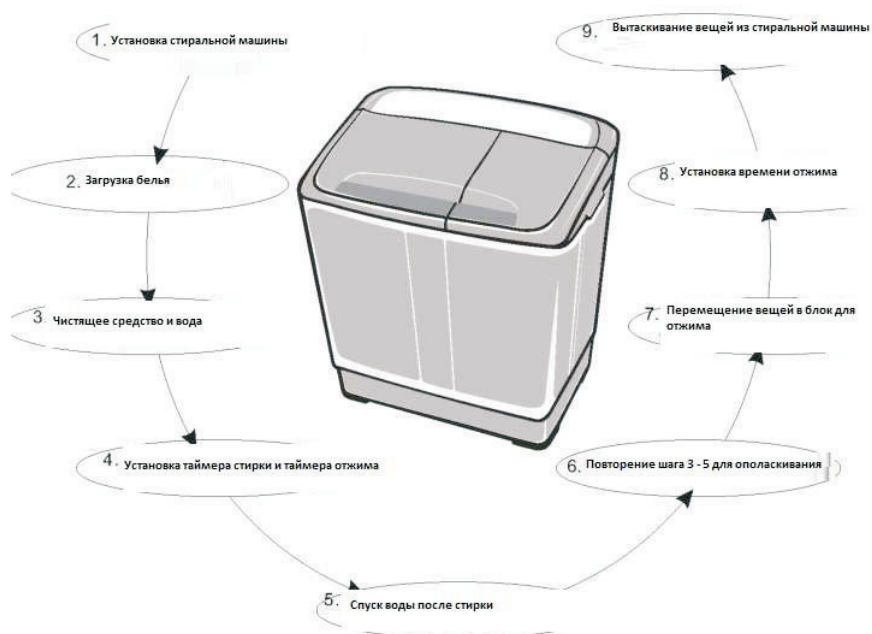 1. Установка стиральной машины
2. Загрузка белья
3. Чистящее средство и вода
4. Установка таймера стирки и таймера отжима
5. Спуск воды после стирки
6. Повторение шага 3 - 5 для ополаскивания
7. Перемещение вещей в блок для
отжима
8. Установка времени отжима
9. Вытаскивание вещей из стиральной машины